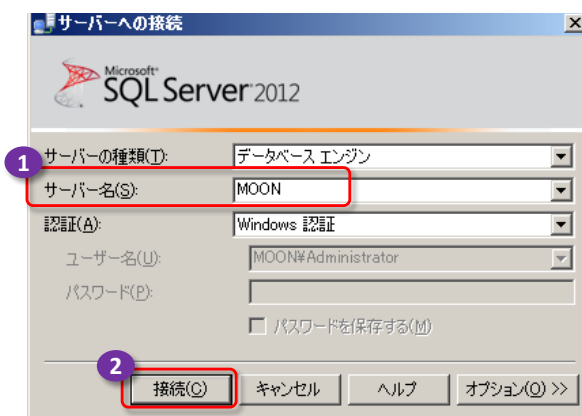 サーバーへの接続
Microsoft®
SQL Server® 2012
サーバーの種類(T): データベース エンジン
1
サーバー名(S): MOON
認証(A): Windows 認証
ユーザー名(U): MOON¥Administrator
パスワード(P):
パスワードを保存する(M)
2
接続(C) キャンセル ヘルプ オプション(O) >>